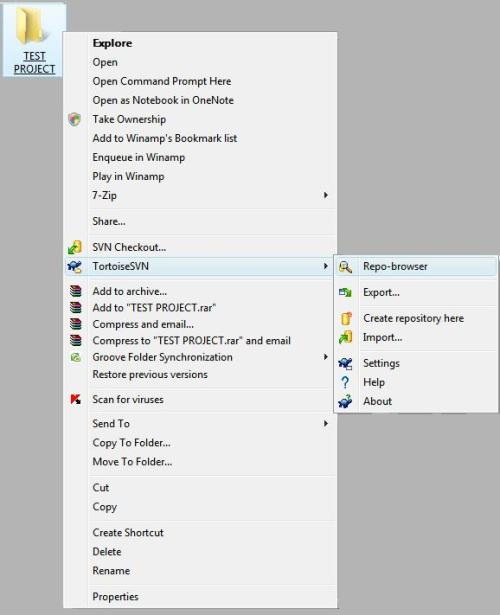 TEST
PROJECT
Explore
Open
Open Command Prompt Here
Open as Notebook in OneNote
Take Ownership
Add to Winamp's Bookmark list
Enqueue in Winamp
Play in Winamp
7-Zip
Share...
SVN Checkout...
TortoiseSVN
Add to archive...
Add to "TEST PROJECT.rar"
Compress and email...
Compress to "TEST PROJECT.rar" and email
Groove Folder Synchronization
Restore previous versions
Scan for viruses
Send To
Copy To Folder...
Move To Folder...
Cut
Copy
Create Shortcut
Delete
Rename
Properties
Repo-browser
Export...
Create repository here
Import...
Settings
Help
About